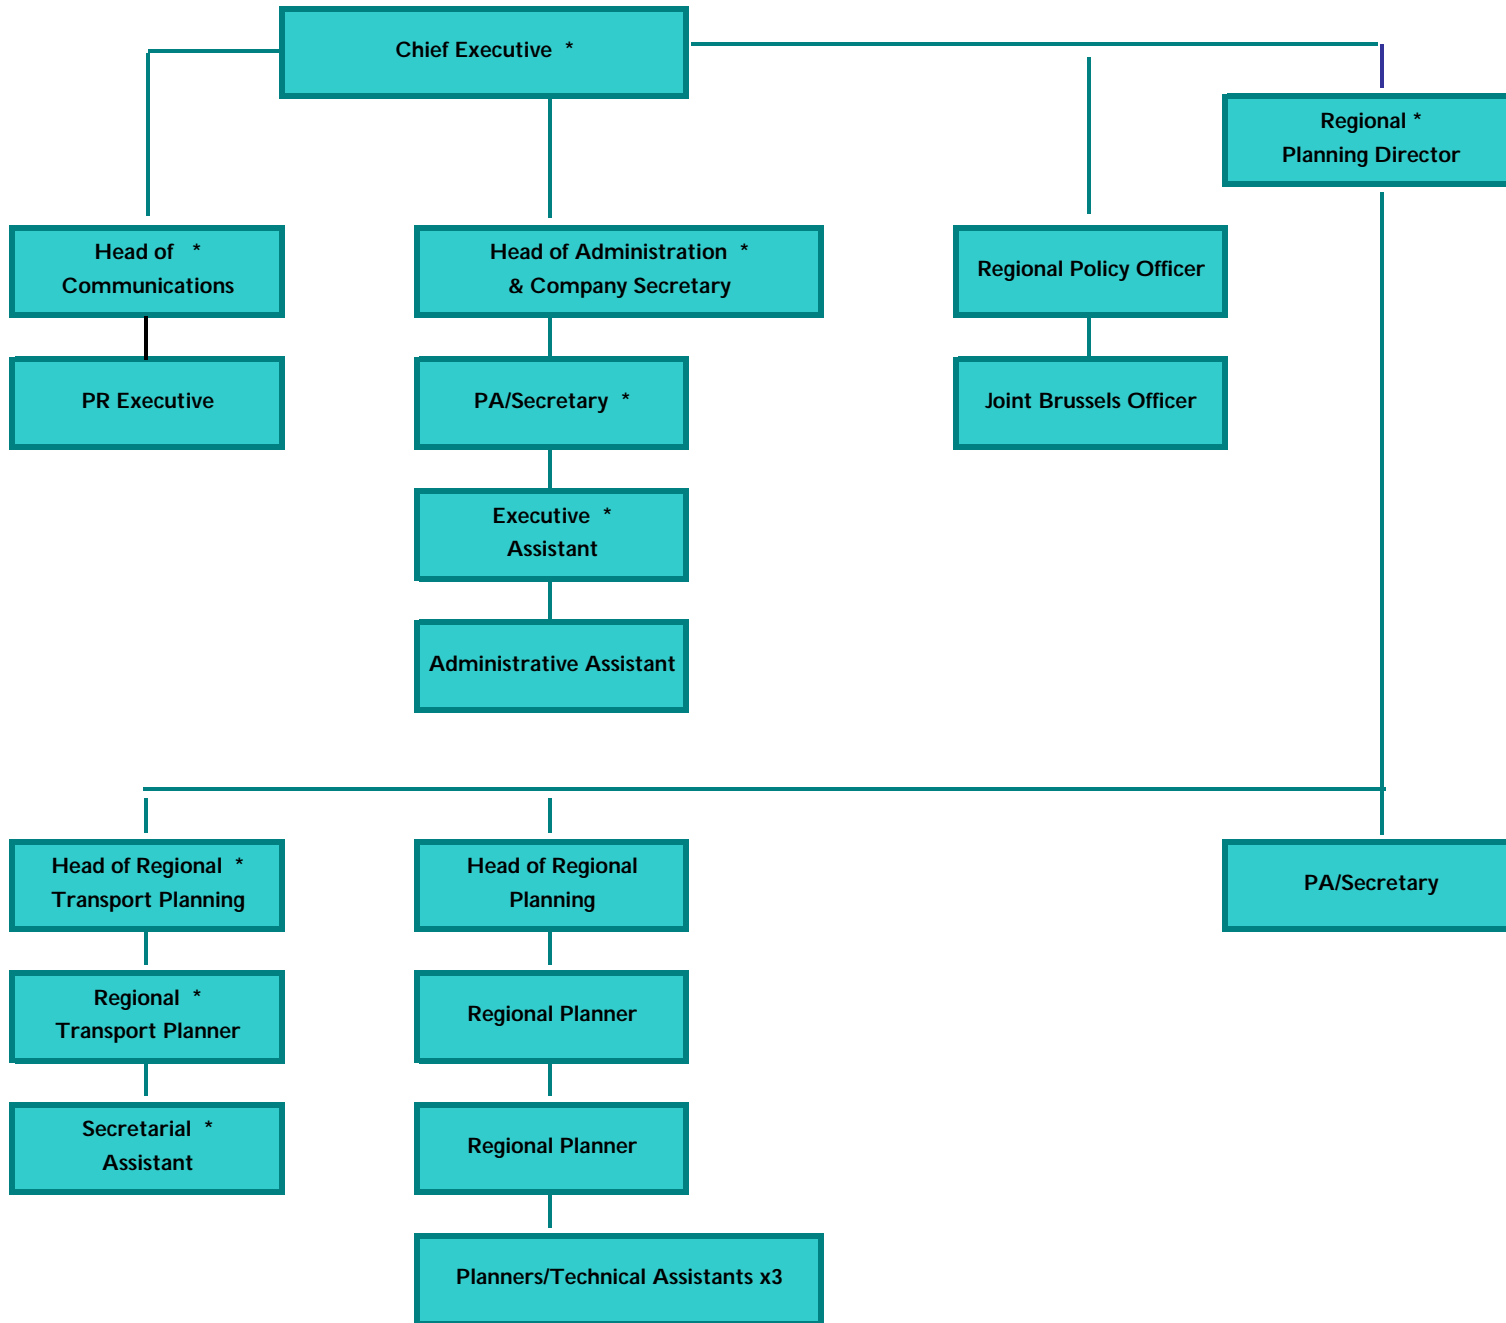 Chief Executive *
Regional *
Planning Director
Head of *
Communications
Head of Administration *
& Company Secretary
Regional Policy Officer
PR Executive
PA/Secretary *
Joint Brussels Officer
Executive *
Assistant
Administrative Assistant
Head of Regional *
Transport Planning
Head of Regional
Planning
PA/Secretary
Regional *
Transport Planner
Regional Planner
Secretarial *
Assistant
Regional Planner
Planners/Technical Assistants x3